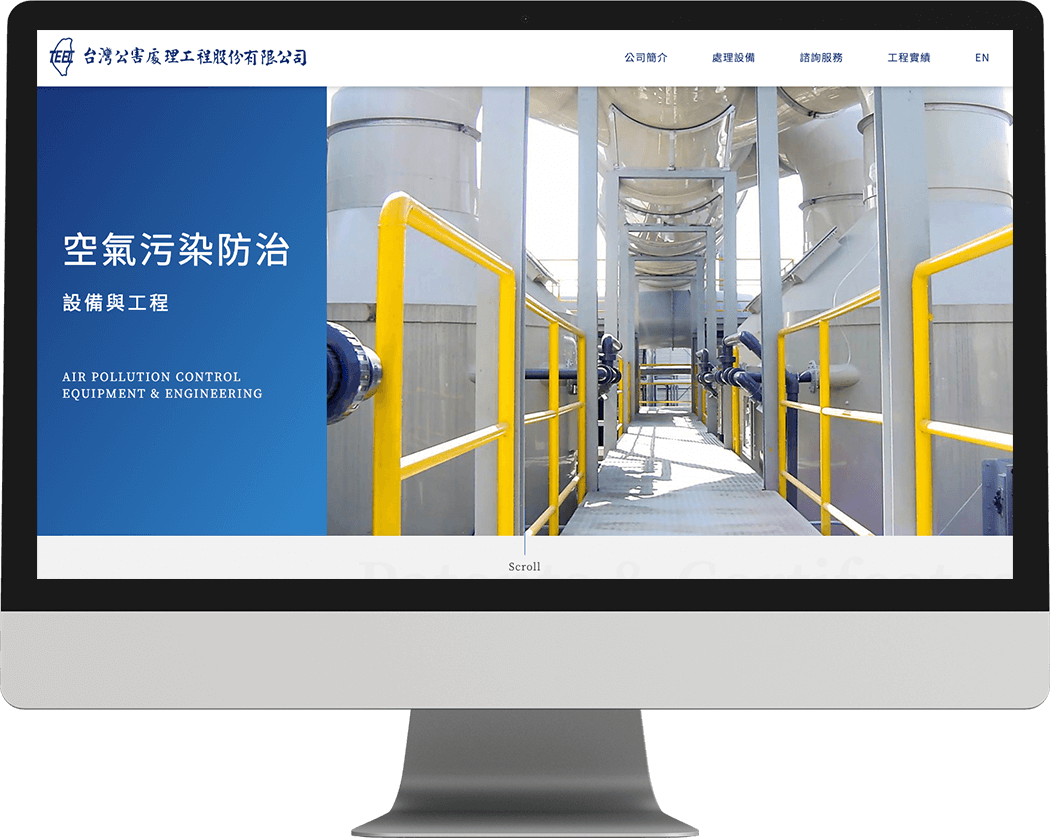 TEEC 台灣公害處理工程股份有限公司
公司簡介 處理設備 諮詢服務 工程實績 EN
空氣污染防治
設備與工程
AIR POLLUTION CONTROL
EQUIPMENT & ENGINEERING
Scroll